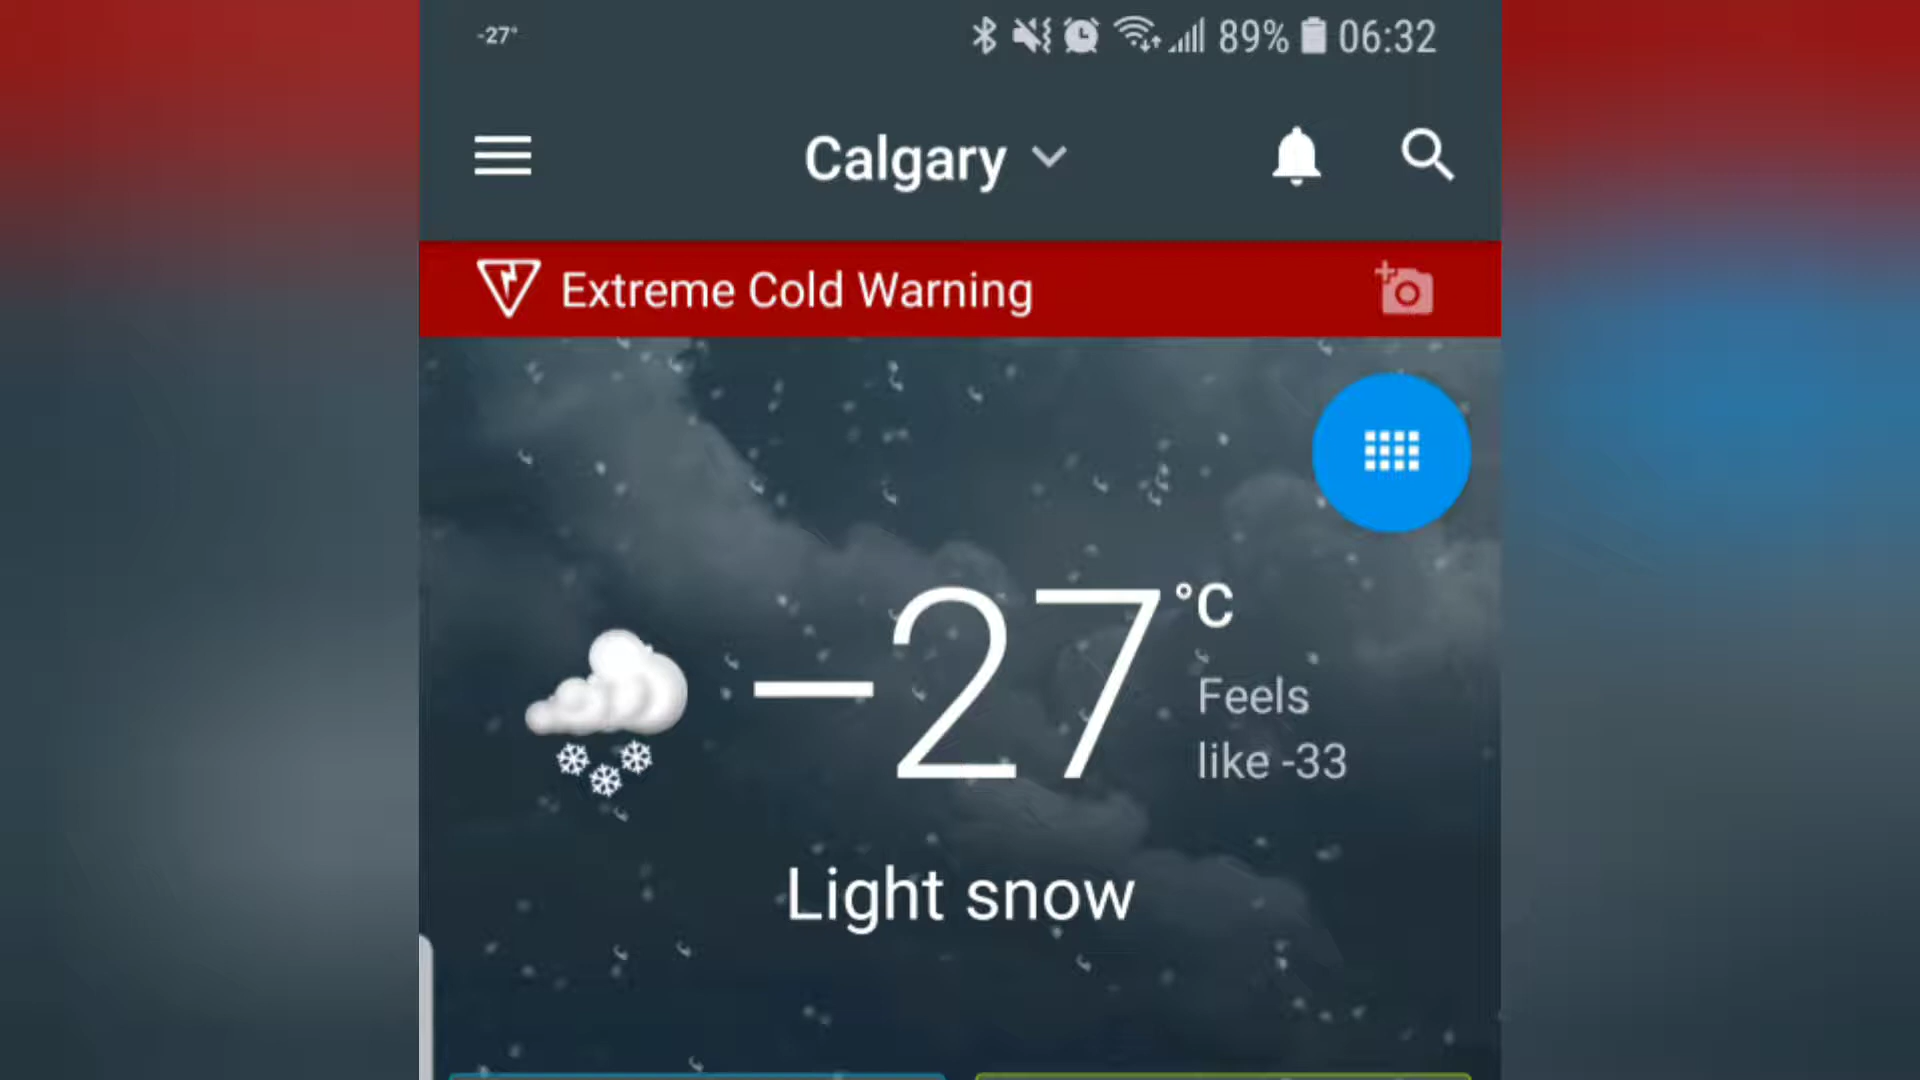 -27° 89% 06:32
Calgary
Extreme Cold Warning
-27 °C
Feels
like -33
Light snow